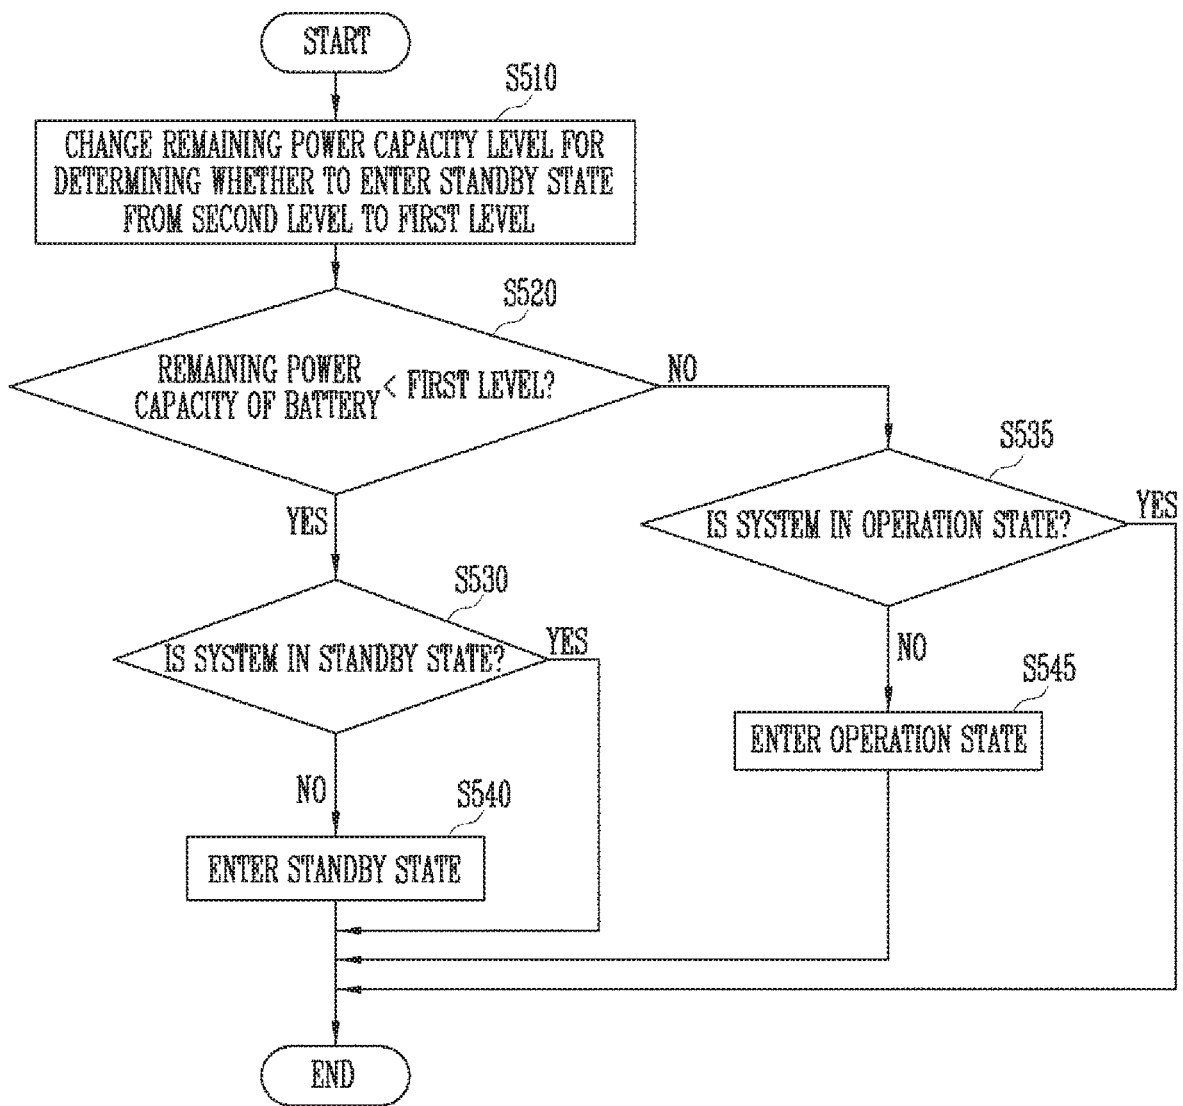 START
S510
CHANGE REMAINING POWER CAPACITY LEVEL FOR
DETERMINING WHETHER TO ENTER STANDBY STATE
FROM SECOND LEVEL TO FIRST LEVEL
S520
REMAINING POWER
CAPACITY OF BATTERY < FIRST LEVEL?
NO
YES
S535
IS SYSTEM IN OPERATION STATE?
YES
S530
IS SYSTEM IN STANDBY STATE?
YES
NO
S545
ENTER OPERATION STATE
NO
S540
ENTER STANDBY STATE
END